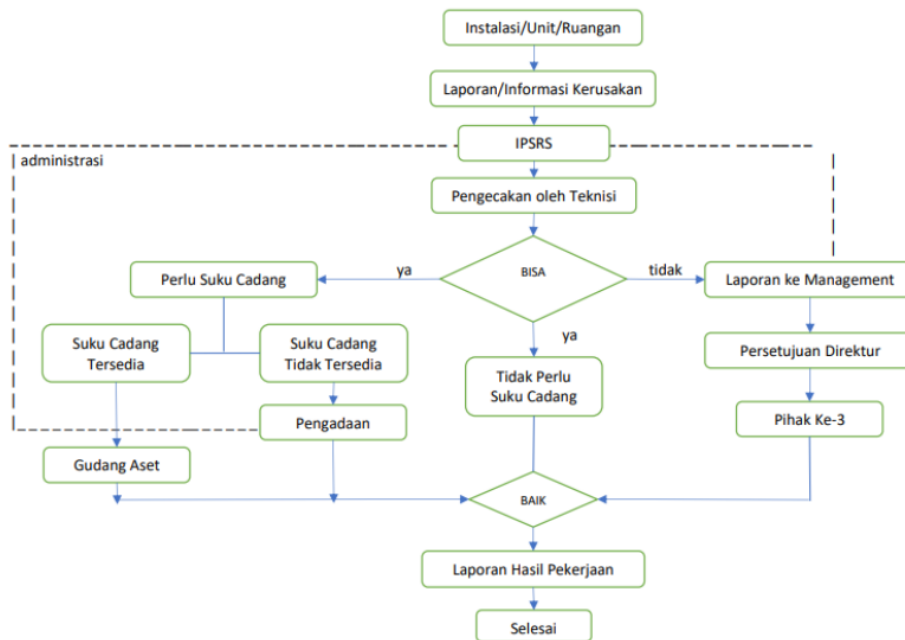 Instalasi/Unit/Ruangan
Laporan/Informasi Kerusakan
IPSRS
administrasi
Pengecakan oleh Teknisi
Perlu Suku Cadang
ya
BISA
tidak
Laporan ke Management
Suku Cadang
Tersedia
Suku Cadang
Tidak Tersedia
ya
Tidak Perlu
Suku Cadang
Persetujuan Direktur
Pengadaan
Pihak Ke-3
Gudang Aset
BAIK
Laporan Hasil Pekerjaan
Selesai